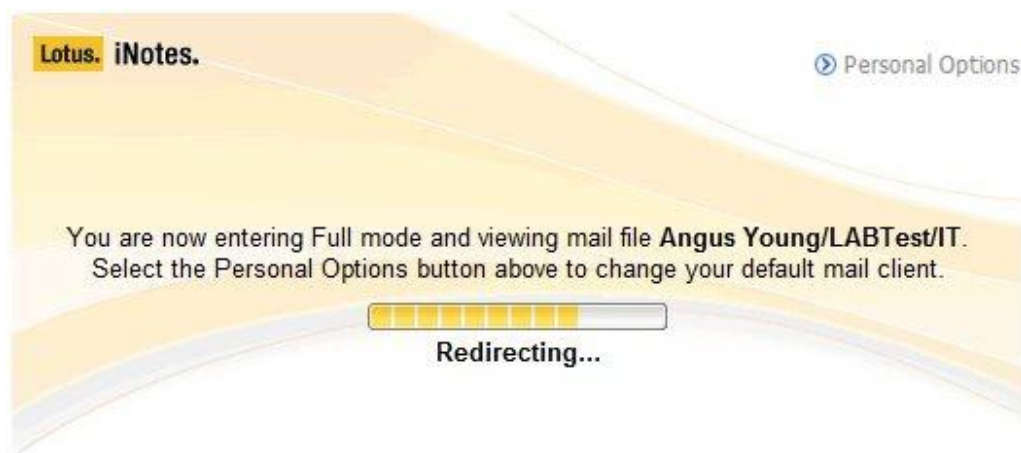 Lotus. iNotes.
Personal Options
You are now entering Full mode and viewing mail file Angus Young/LABTest/IT.
Select the Personal Options button above to change your default mail client.
Redirecting...